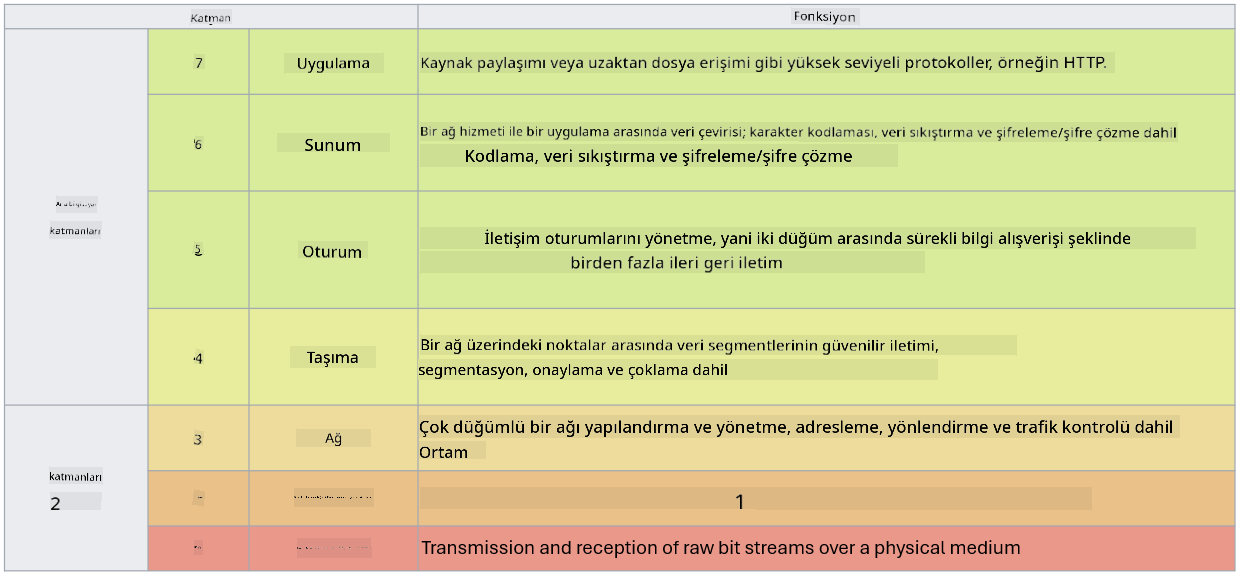 Katman
Fonksiyon
7
Uygulama
Kaynak paylaşımı veya uzaktan dosya erişimi gibi yüksek seviyeli protokoller, örneğin HTTP.
6
Sunum
Bir ağ hizmeti ile bir uygulama arasında veri çevirisi; karakter kodlaması, veri sıkıştırma ve şifreleme/şifre çözme dahil
Kodlama, veri sıkıştırma ve şifreleme/şifre çözme
katmanları
5
Oturum
İletişim oturumlarını yönetme, yani iki düğüm arasında sürekli bilgi alışverişi şeklinde
birden fazla ileri geri iletim
4
Taşıma
Bir ağ üzerindeki noktalar arasında veri segmentlerinin güvenilir iletimi,
segmentasyon, onaylama ve çoklama dahil
katmanları
2
3
Ağ
Çok düğümlü bir ağı yapılandırma ve yönetme, adresleme, yönlendirme ve trafik kontrolü dahil
Ortam
1
Transmission and reception of raw bit streams over a physical medium